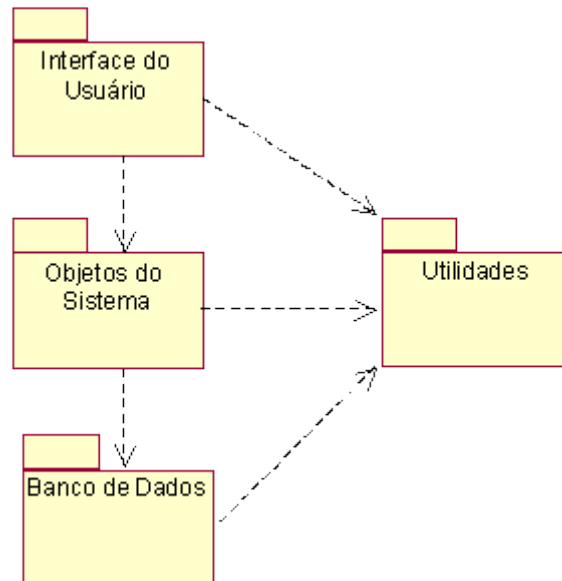 Interface do
Usuário
Objetos do
Sistema
Utilidades
Banco de Dados